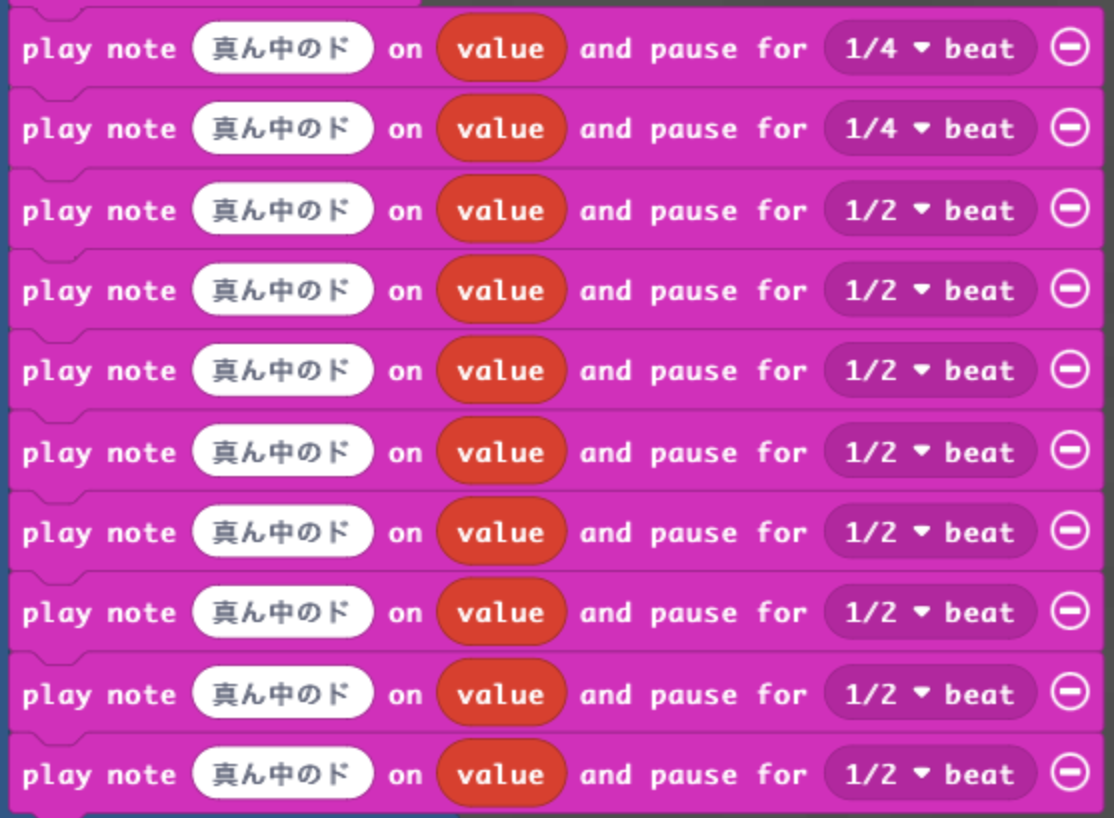 play note 真ん中のド on value and pause for 1/4 beat
play note 真ん中のド on value and pause for 1/4 beat
play note 真ん中のド on value and pause for 1/2 beat
play note 真ん中のド on value and pause for 1/2 beat
play note 真ん中のド on value and pause for 1/2 beat
play note 真ん中のド on value and pause for 1/2 beat
play note 真ん中のド on value and pause for 1/2 beat
play note 真ん中のド on value and pause for 1/2 beat
play note 真ん中のド on value and pause for 1/2 beat
play note 真ん中のド on value and pause for 1/2 beat